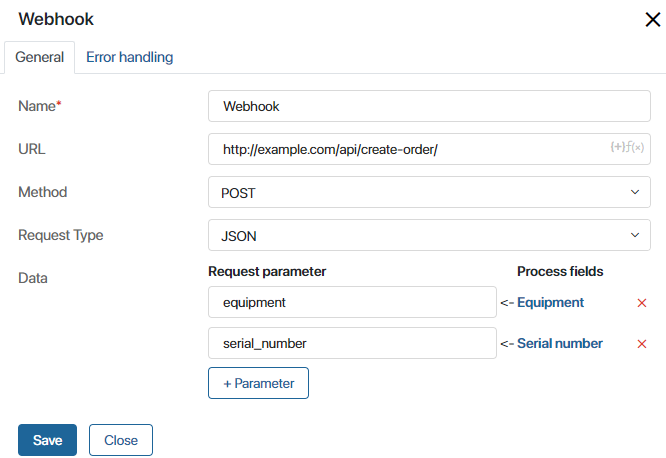 Webhook
General Error handling
Name* Webhook
URL http://example.com/api/create-order/ {+}ƒ(x)
Method POST
Request Type JSON
Data Request parameter Process fields
equipment <- Equipment
serial_number <- Serial number
+ Parameter
Save Close